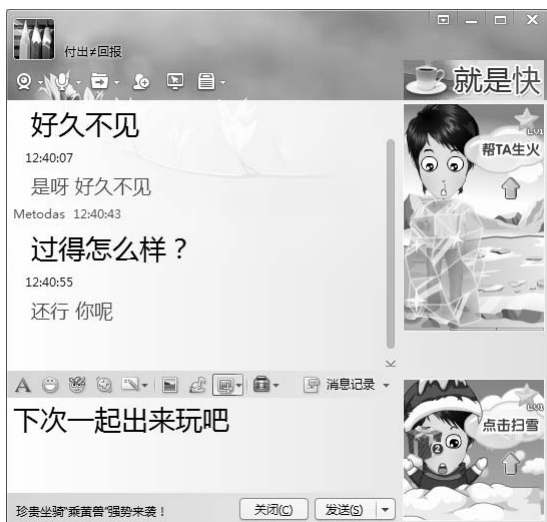 付出≠回报
就是快
好久不见
12:40:07
是呀 好久不见
Metodas 12:40:43
过得怎么样？
12:40:55
还行 你呢
LV1
帮TA生火
消息记录
下次一起出来玩吧
LV1
点击扫雪
珍贵坐骑"乘黄兽"强势来袭！
关闭(C)
发送(S)